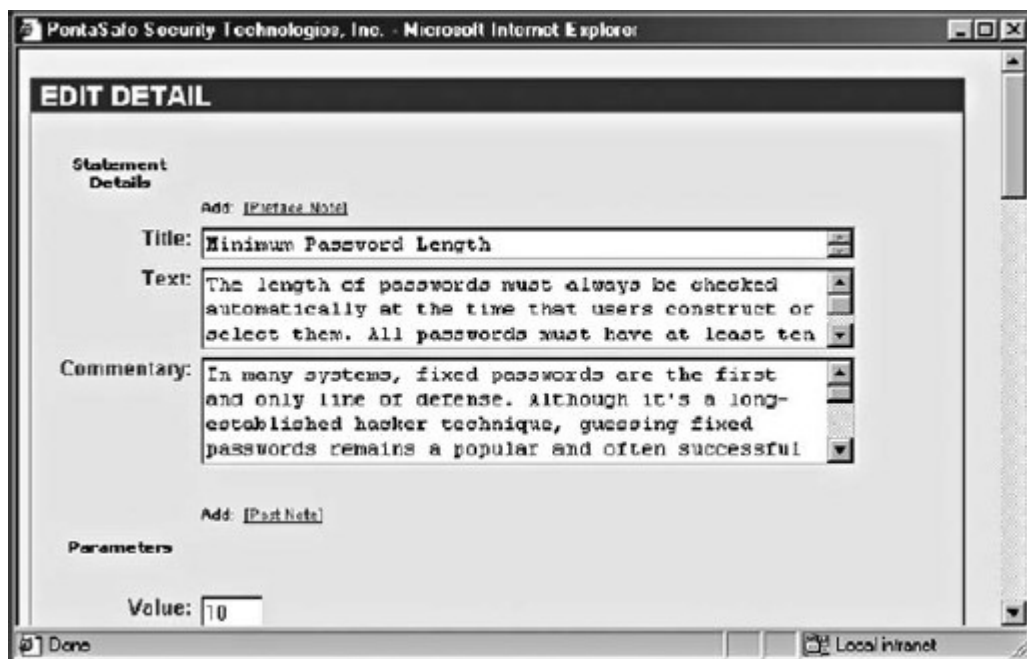 PentaSafe Security Technologies, Inc. - Microsoft Internet Explorer
EDIT DETAIL
Statement
Details
Add: [Preface Note]
Title: Minimum Password Length
Text: The length of passwords must always be checked
automatically at the time that users construct or
select them. All passwords must have at least ten
Commentary: In many systems, fixed passwords are the first
and only line of defense. Although it's a long-
established hacker technique, guessing fixed
passwords remains a popular and often successful
Add: [Post Note]
Parameters
Value: 10
Done
Local intranet